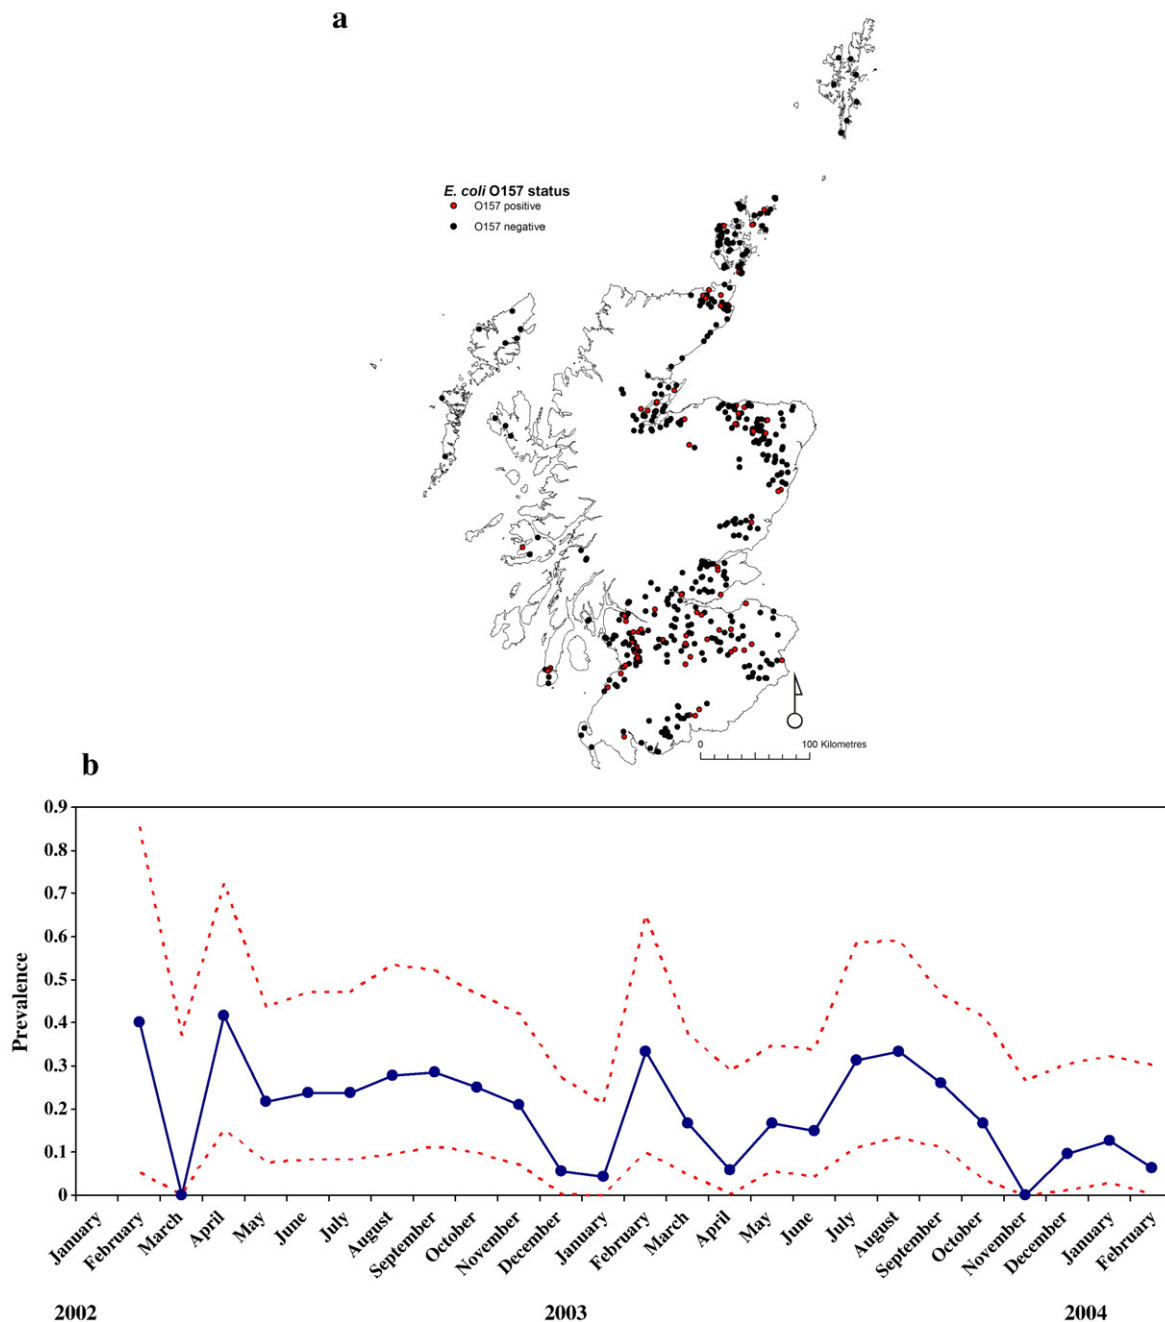 a
E. coli O157 status
O157 positive
O157 negative
0 100 Kilometres
b
0.9
0.8
0.7
0.6
0.5
0.4
0.3
0.2
0.1
0
Prevalence
January
February
March
April
May
June
July
August
September
October
November
December
January
February
March
April
May
June
July
August
September
October
November
December
January
February
2002 2003 2004